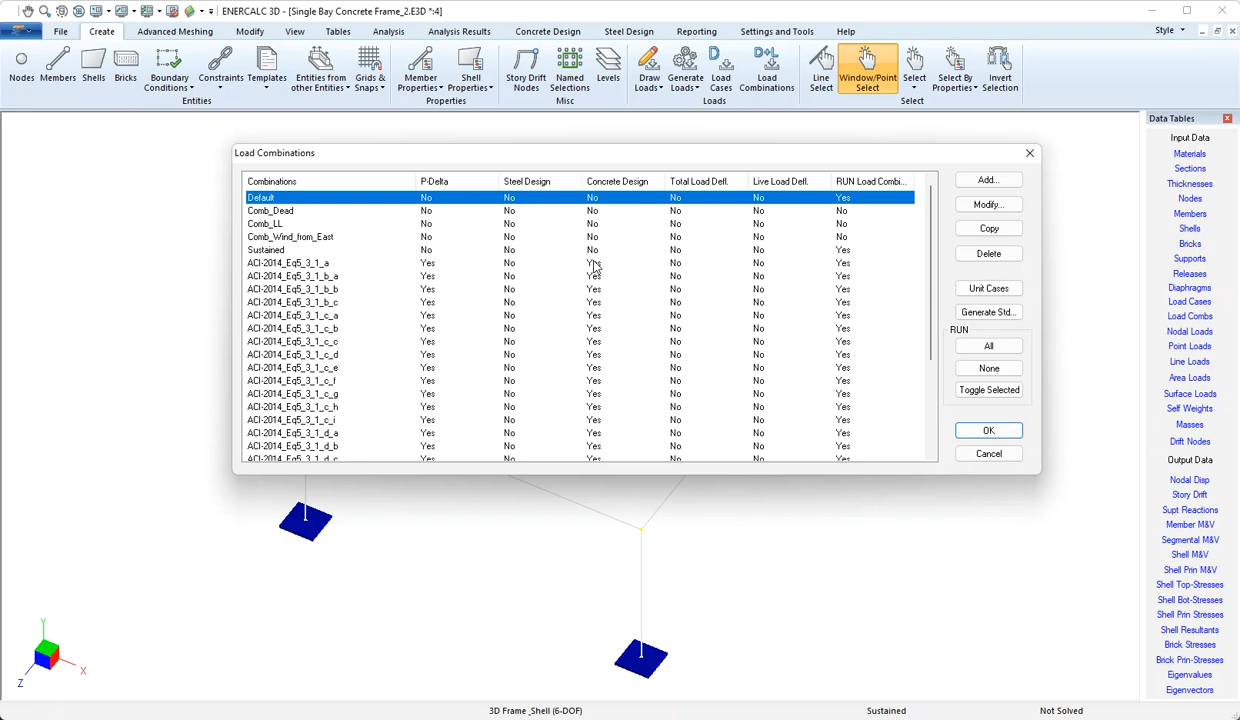 ENERCALC 3D - [Single Bay Concrete Frame_2.E3D *:4]
File Create Advanced Meshing Modify View Tables Analysis Analysis Results Concrete Design Steel Design Reporting Settings and Tools Help Style
Nodes Members Shells Bricks Boundary Conditions Constraints Templates Entities from other Entities Grids & Snaps
Entities
Member Properties Shell Properties
Properties
Story Drift Nodes Named Selections Levels
Misc
Draw Loads Generate Loads Load Cases Load Combinations
Loads
Line Select Window/Point Select Select Select By Properties Invert Selection
Select
Load Combinations
Combinations P-Delta Steel Design Concrete Design Total Load Defl. Live Load Defl. RUN Load Combi...
Default No No No No No Yes
Comb_Dead No No No No No No
Comb_LL No No No No No No
Comb_Wind_from_East No No No No No No
Sustained No No No No No Yes
ACI-2014_Eq5_3_1_a Yes No Yes No No Yes
ACI-2014_Eq5_3_1_b_a Yes No Yes No No Yes
ACI-2014_Eq5_3_1_b_b Yes No Yes No No Yes
ACI-2014_Eq5_3_1_b_c Yes No Yes No No Yes
ACI-2014_Eq5_3_1_c_a Yes No Yes No No Yes
ACI-2014_Eq5_3_1_c_b Yes No Yes No No Yes
ACI-2014_Eq5_3_1_c_c Yes No Yes No No Yes
ACI-2014_Eq5_3_1_c_d Yes No Yes No No Yes
ACI-2014_Eq5_3_1_c_e Yes No Yes No No Yes
ACI-2014_Eq5_3_1_c_f Yes No Yes No No Yes
ACI-2014_Eq5_3_1_c_g Yes No Yes No No Yes
ACI-2014_Eq5_3_1_c_h Yes No Yes No No Yes
ACI-2014_Eq5_3_1_c_i Yes No Yes No No Yes
ACI-2014_Eq5_3_1_d_a Yes No Yes No No Yes
ACI-2014_Eq5_3_1_d_b Yes No Yes No No Yes
ACI-2014_Eq5_3_1_d_c Yes No Yes No No Yes
Add...
Modify...
Copy
Delete
Unit Cases
Generate Std...
RUN
All
None
Toggle Selected
OK
Cancel
Data Tables
Input Data
Materials
Sections
Thicknesses
Nodes
Members
Shells
Bricks
Supports
Releases
Diaphragms
Load Cases
Load Combs
Nodal Loads
Point Loads
Line Loads
Area Loads
Surface Loads
Self Weights
Masses
Drift Nodes
Output Data
Nodal Disp
Story Drift
Supt Reactions
Member M&V
Segmental M&V
Shell M&V
Shell Prin M&V
Shell Top-Stresses
Shell Bot-Stresses
Shell Prin Stresses
Shell Resultants
Brick Stresses
Brick Prin-Stresses
Eigenvalues
Eigenvectors
Y
X
Z
3D Frame_Shell (6-DOF) Sustained Not Solved